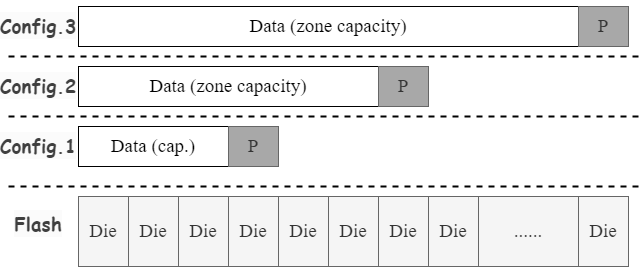 Config.3 Data (zone capacity) P
Config.2 Data (zone capacity) P
Config.1 Data (cap.) P
Flash Die Die Die Die Die Die Die Die ...... Die